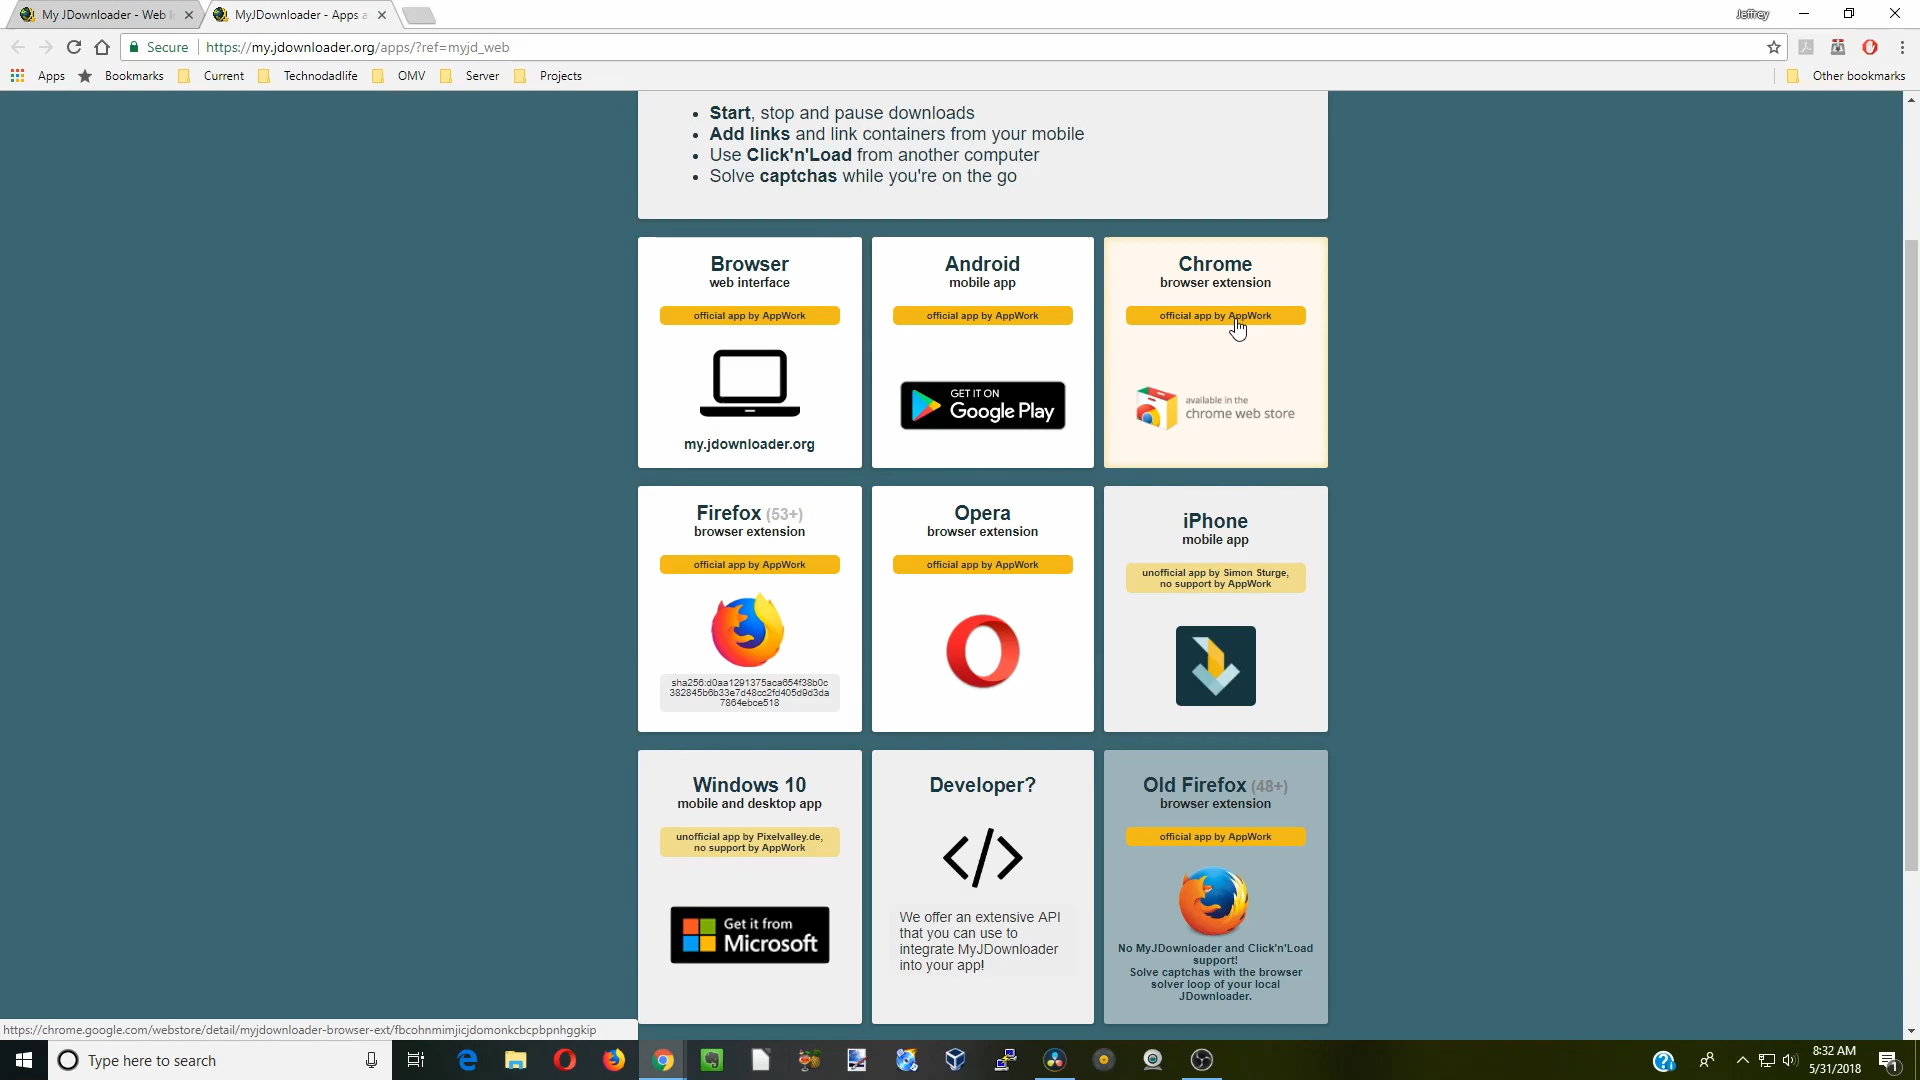 My JDownloader - Web I
MyJDownloader - Apps a
Jeffrey
Secure
https://my.jdownloader.org/apps/?ref=myjd_web
Apps
Bookmarks
Current
Technodadlife
OMV
Server
Projects
Other bookmarks
Start, stop and pause downloads
Add links and link containers from your mobile
Use Click'n'Load from another computer
Solve captchas while you're on the go
Browser
web interface
official app by AppWork
my.jdownloader.org
Android
mobile app
official app by AppWork
GET IT ON
Google Play
Chrome
browser extension
official app by AppWork
available in the
chrome web store
Firefox (53+)
browser extension
official app by AppWork
sha256:d0aa1291375aca654f38b0c
382845b6b33e7d48cc2fd405d9d3da
7864ebce518
Opera
browser extension
official app by AppWork
iPhone
mobile app
unofficial app by Simon Sturge,
no support by AppWork
Windows 10
mobile and desktop app
unofficial app by Pixelvalley.de,
no support by AppWork
Get it from
Microsoft
Developer?
</>
We offer an extensive API
that you can use to
integrate MyJDownloader
into your app!
Old Firefox (48+)
browser extension
official app by AppWork
No MyJDownloader and Click'n'Load
support!
Solve captchas with the browser
solver loop of your local
JDownloader.
https://chrome.google.com/webstore/detail/myjdownloader-browser-ext/fbcohnmimjicjdomonkcbcpbpnhggkip
Type here to search
8:32 AM
5/31/2018
1